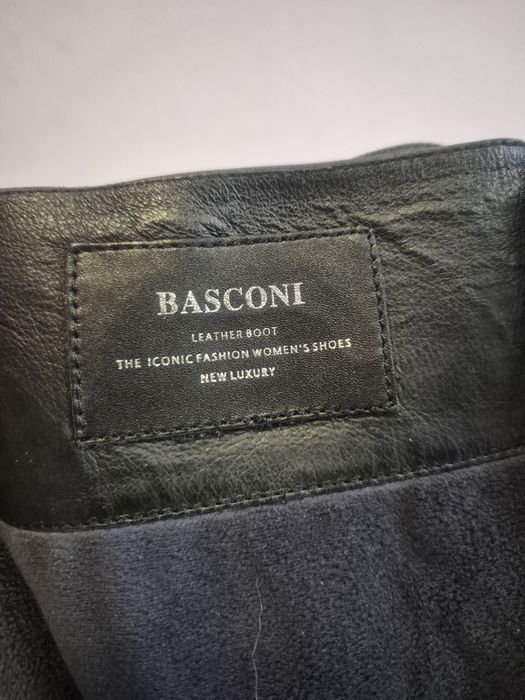 BASCONI
LEATHER BOOT
THE ICONIC FASHION WOMEN'S SHOES
NEW LUXURY